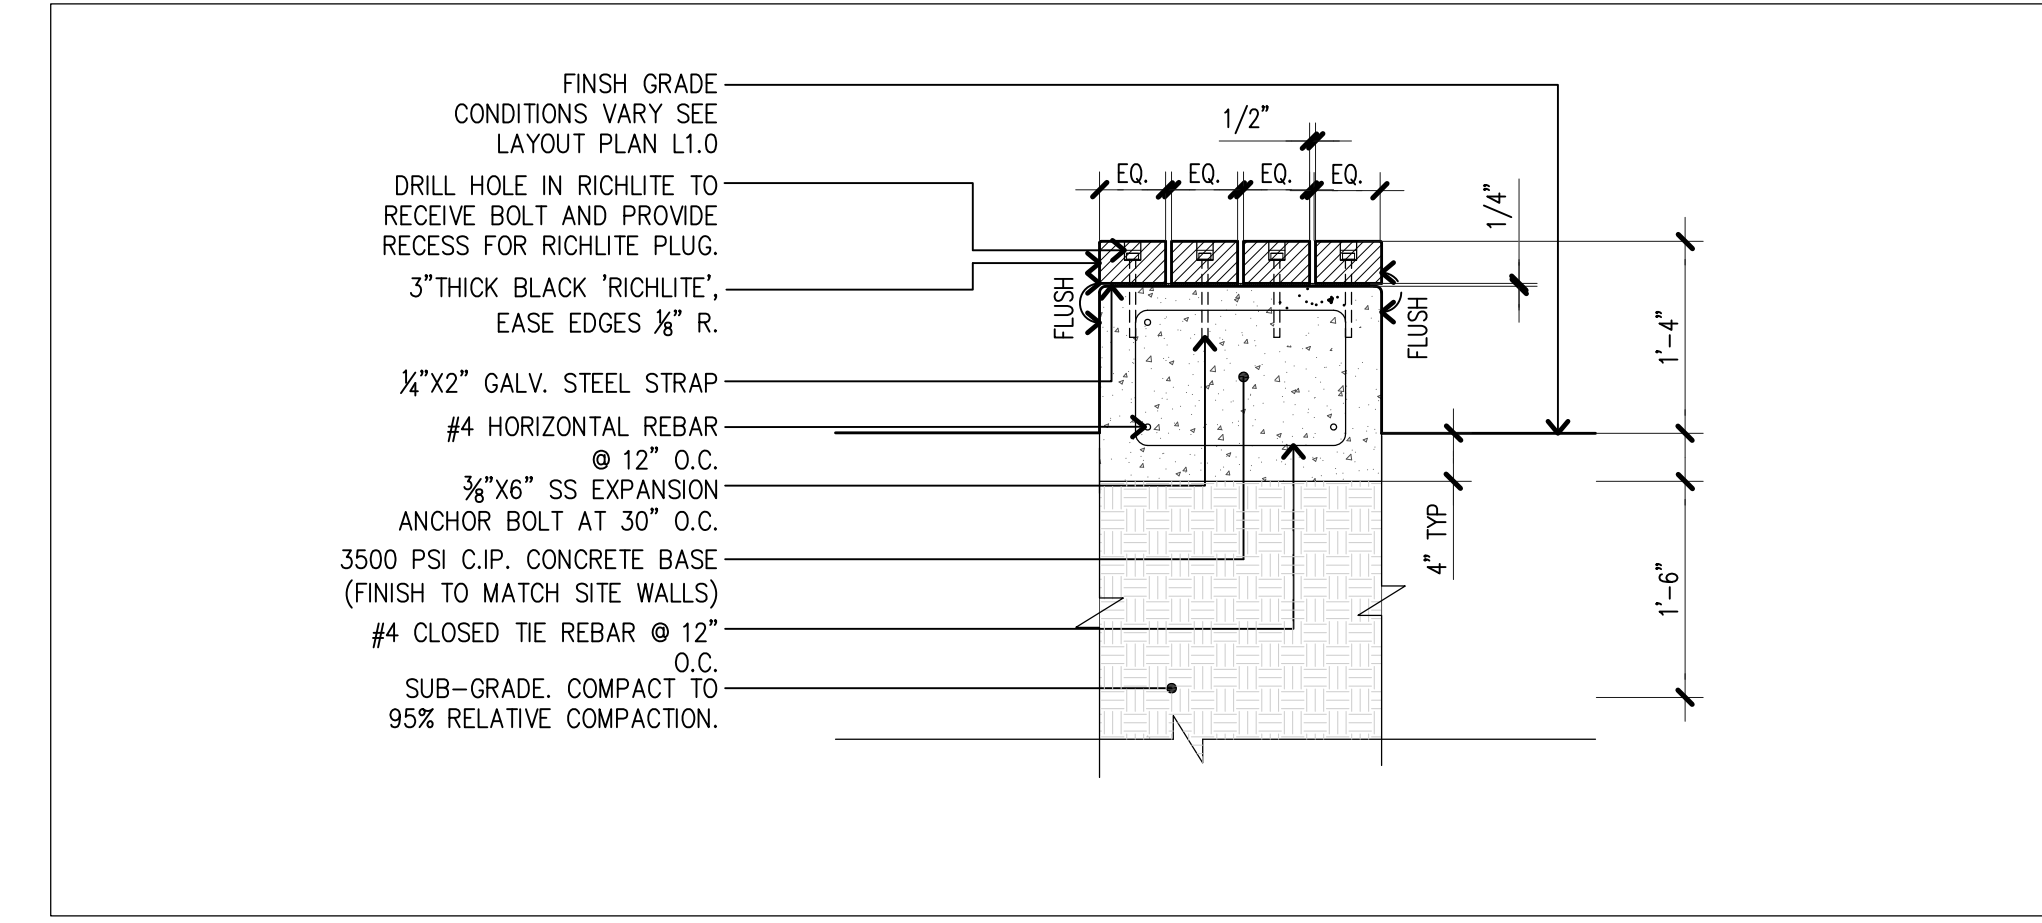 FINSH GRADE
CONDITIONS VARY SEE
LAYOUT PLAN L1.0
DRILL HOLE IN RICHLITE TO
RECEIVE BOLT AND PROVIDE
RECESS FOR RICHLITE PLUG.
3”THICK BLACK 'RICHLITE',
EASE EDGES ⅛” R.
¼”X2” GALV. STEEL STRAP
#4 HORIZONTAL REBAR
@ 12” O.C.
⅜”X6” SS EXPANSION
ANCHOR BOLT AT 30” O.C.
3500 PSI C.IP. CONCRETE BASE
(FINISH TO MATCH SITE WALLS)
#4 CLOSED TIE REBAR @ 12”
O.C.
SUB-GRADE. COMPACT TO
95% RELATIVE COMPACTION.
1/2”
EQ. EQ. EQ. EQ.
1/4”
FLUSH
FLUSH
1'-4”
4” TYP
1'-6”